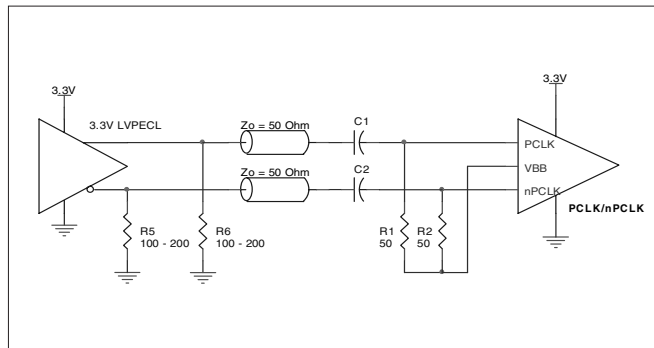 3.3V
3.3V
3.3V LVPECL
Zo = 50 Ohm
C1
PCLK
VBB
Zo = 50 Ohm
C2
nPCLK
PCLK/nPCLK
R5
100 - 200
R6
100 - 200
R1
50
R2
50